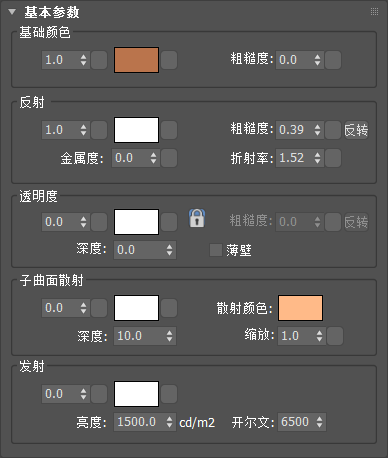 基本参数
基础颜色
1.0 粗糙度: 0.0
反射
1.0 粗糙度: 0.39 反转
金属度: 0.0 折射率: 1.52
透明度
0.0 粗糙度: 0.0 反转
深度: 0.0 薄壁
子曲面散射
0.0 散射颜色:
深度: 10.0 缩放: 1.0
发射
0.0
亮度: 1500.0 cd/m2 开尔文: 6500